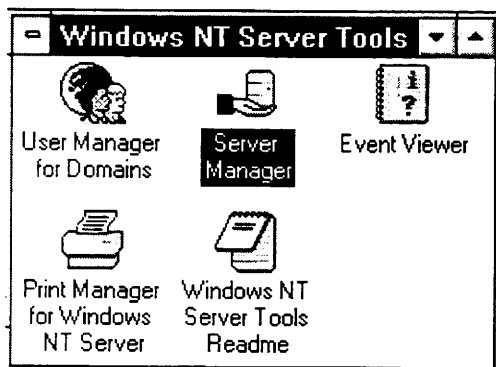 Windows NT Server Tools
User Manager
for Domains
Server
Manager
Event Viewer
Print Manager
for Windows
NT Server
Windows NT
Server Tools
Readme